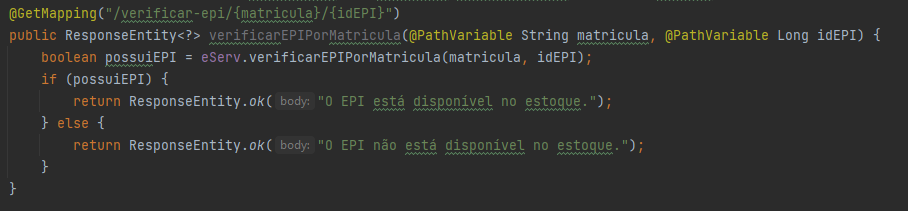 @GetMapping("/verificar-epi/{matricula}/{idEPI}")
public ResponseEntity<?> verificarEPIPorMatricula(@PathVariable String matricula, @PathVariable Long idEPI) {
boolean possuiEPI = eServ.verificarEPIPorMatricula(matricula, idEPI);
if (possuiEPI) {
return ResponseEntity.ok( body: "O EPI está disponível no estoque.");
} else {
return ResponseEntity.ok( body: "O EPI não está disponível no estoque.");
}
}